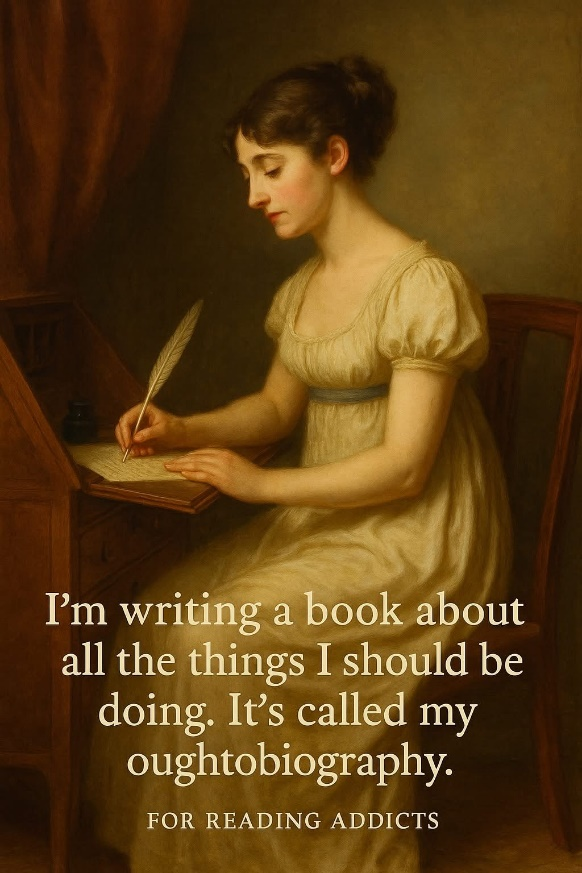 I’m writing a book about
all the things I should be
doing. It’s called my
oughtobiography.
FOR READING ADDICTS